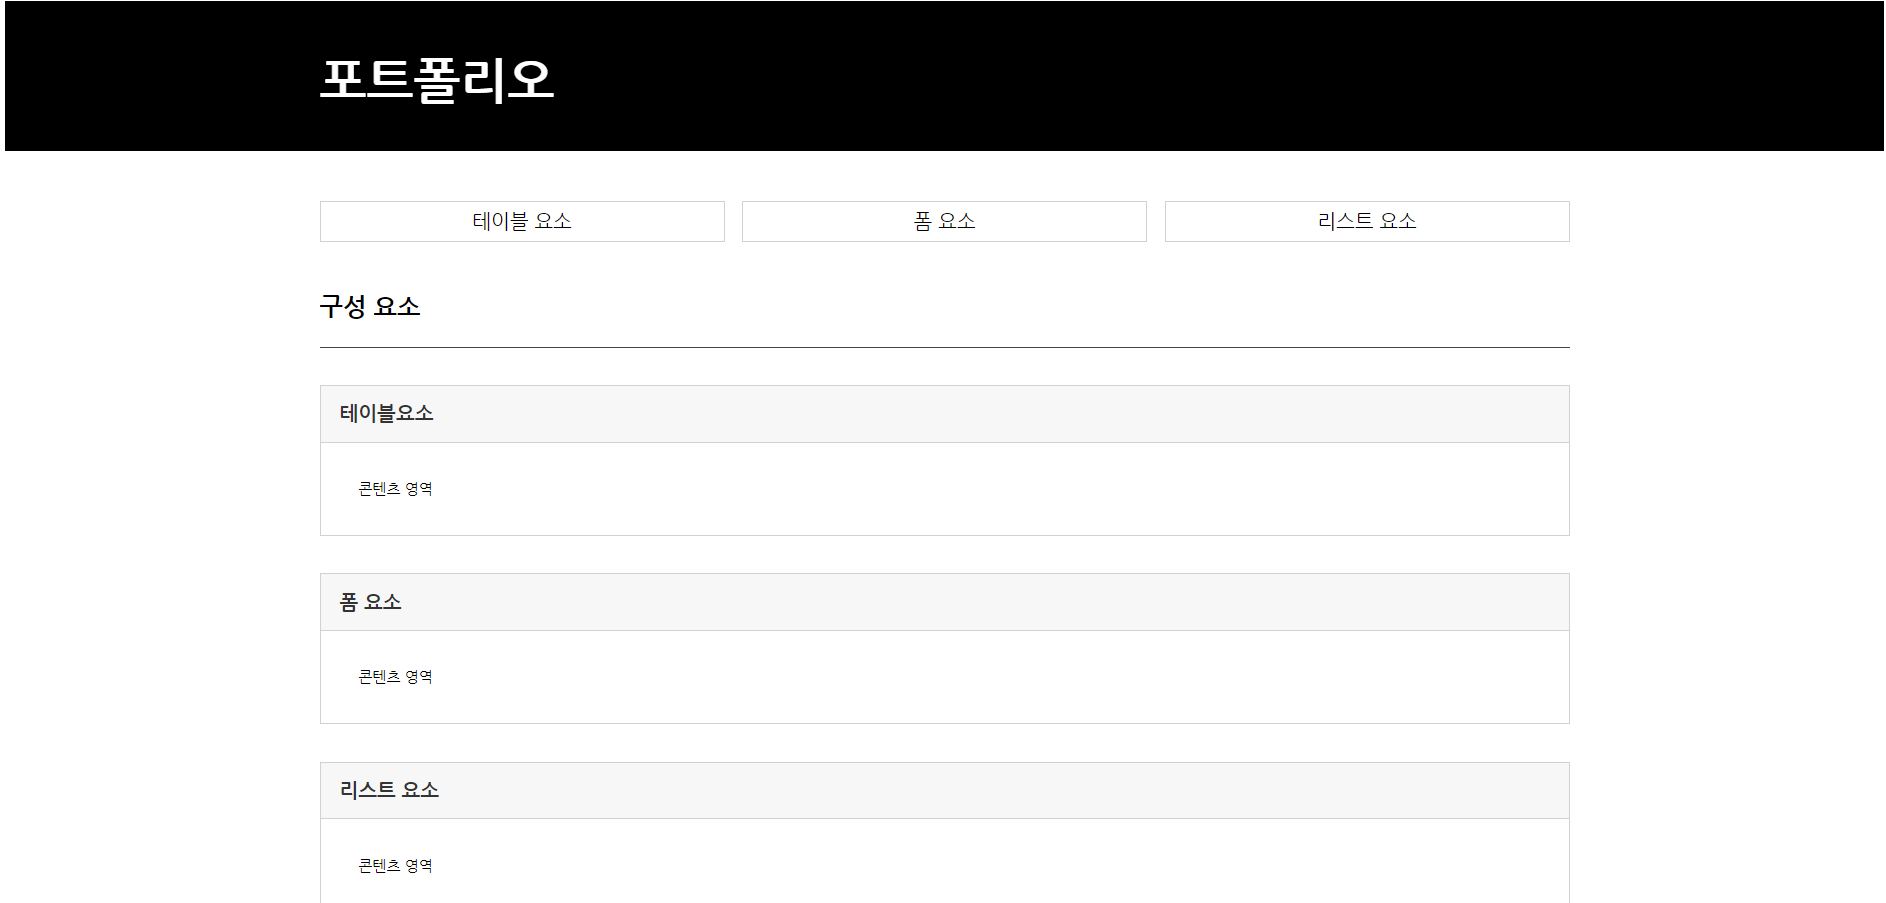 포트폴리오
테이블 요소
폼 요소
리스트 요소
구성 요소
테이블요소
콘텐츠 영역
폼 요소
콘텐츠 영역
리스트 요소
콘텐츠 영역